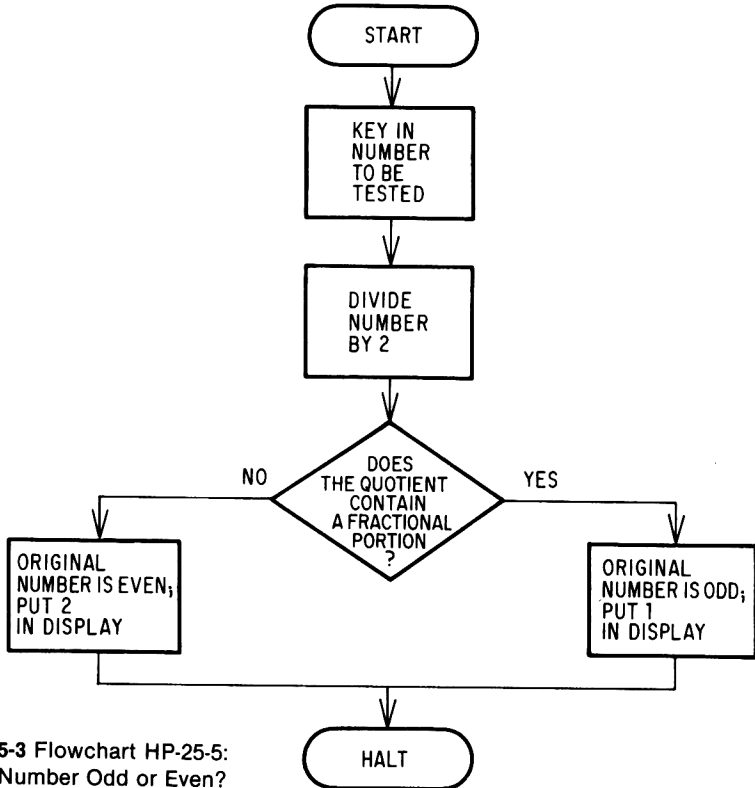 START
KEY IN
NUMBER
TO BE
TESTED
DIVIDE
NUMBER
BY 2
DOES
THE QUOTIENT
CONTAIN
A FRACTIONAL
PORTION
?
NO
YES
ORIGINAL
NUMBER IS EVEN;
PUT 2
IN DISPLAY
ORIGINAL
NUMBER IS ODD;
PUT 1
IN DISPLAY
HALT
5-3 Flowchart HP-25-5:
Number Odd or Even?